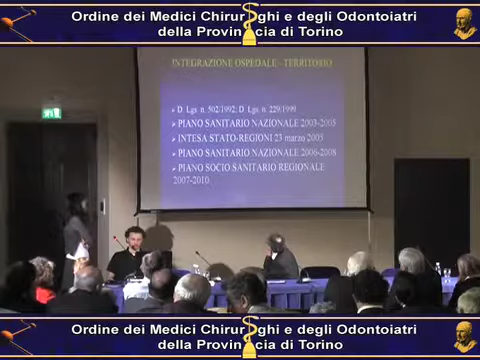 Ordine dei Medici Chirurghi e degli Odontoiatri
della Provincia di Torino
INTEGRAZIONE OSPEDALE - TERRITORIO
D. Lgs. n. 502/1992; D. Lgs. n. 229/1999
PIANO SANITARIO NAZIONALE 2003-2005
INTESA STATO-REGIONI 23 marzo 2005
PIANO SANITARIO NAZIONALE 2006-2008
PIANO SOCIO SANITARIO REGIONALE
2007-2010
Ordine dei Medici Chirurghi e degli Odontoiatri
della Provincia di Torino